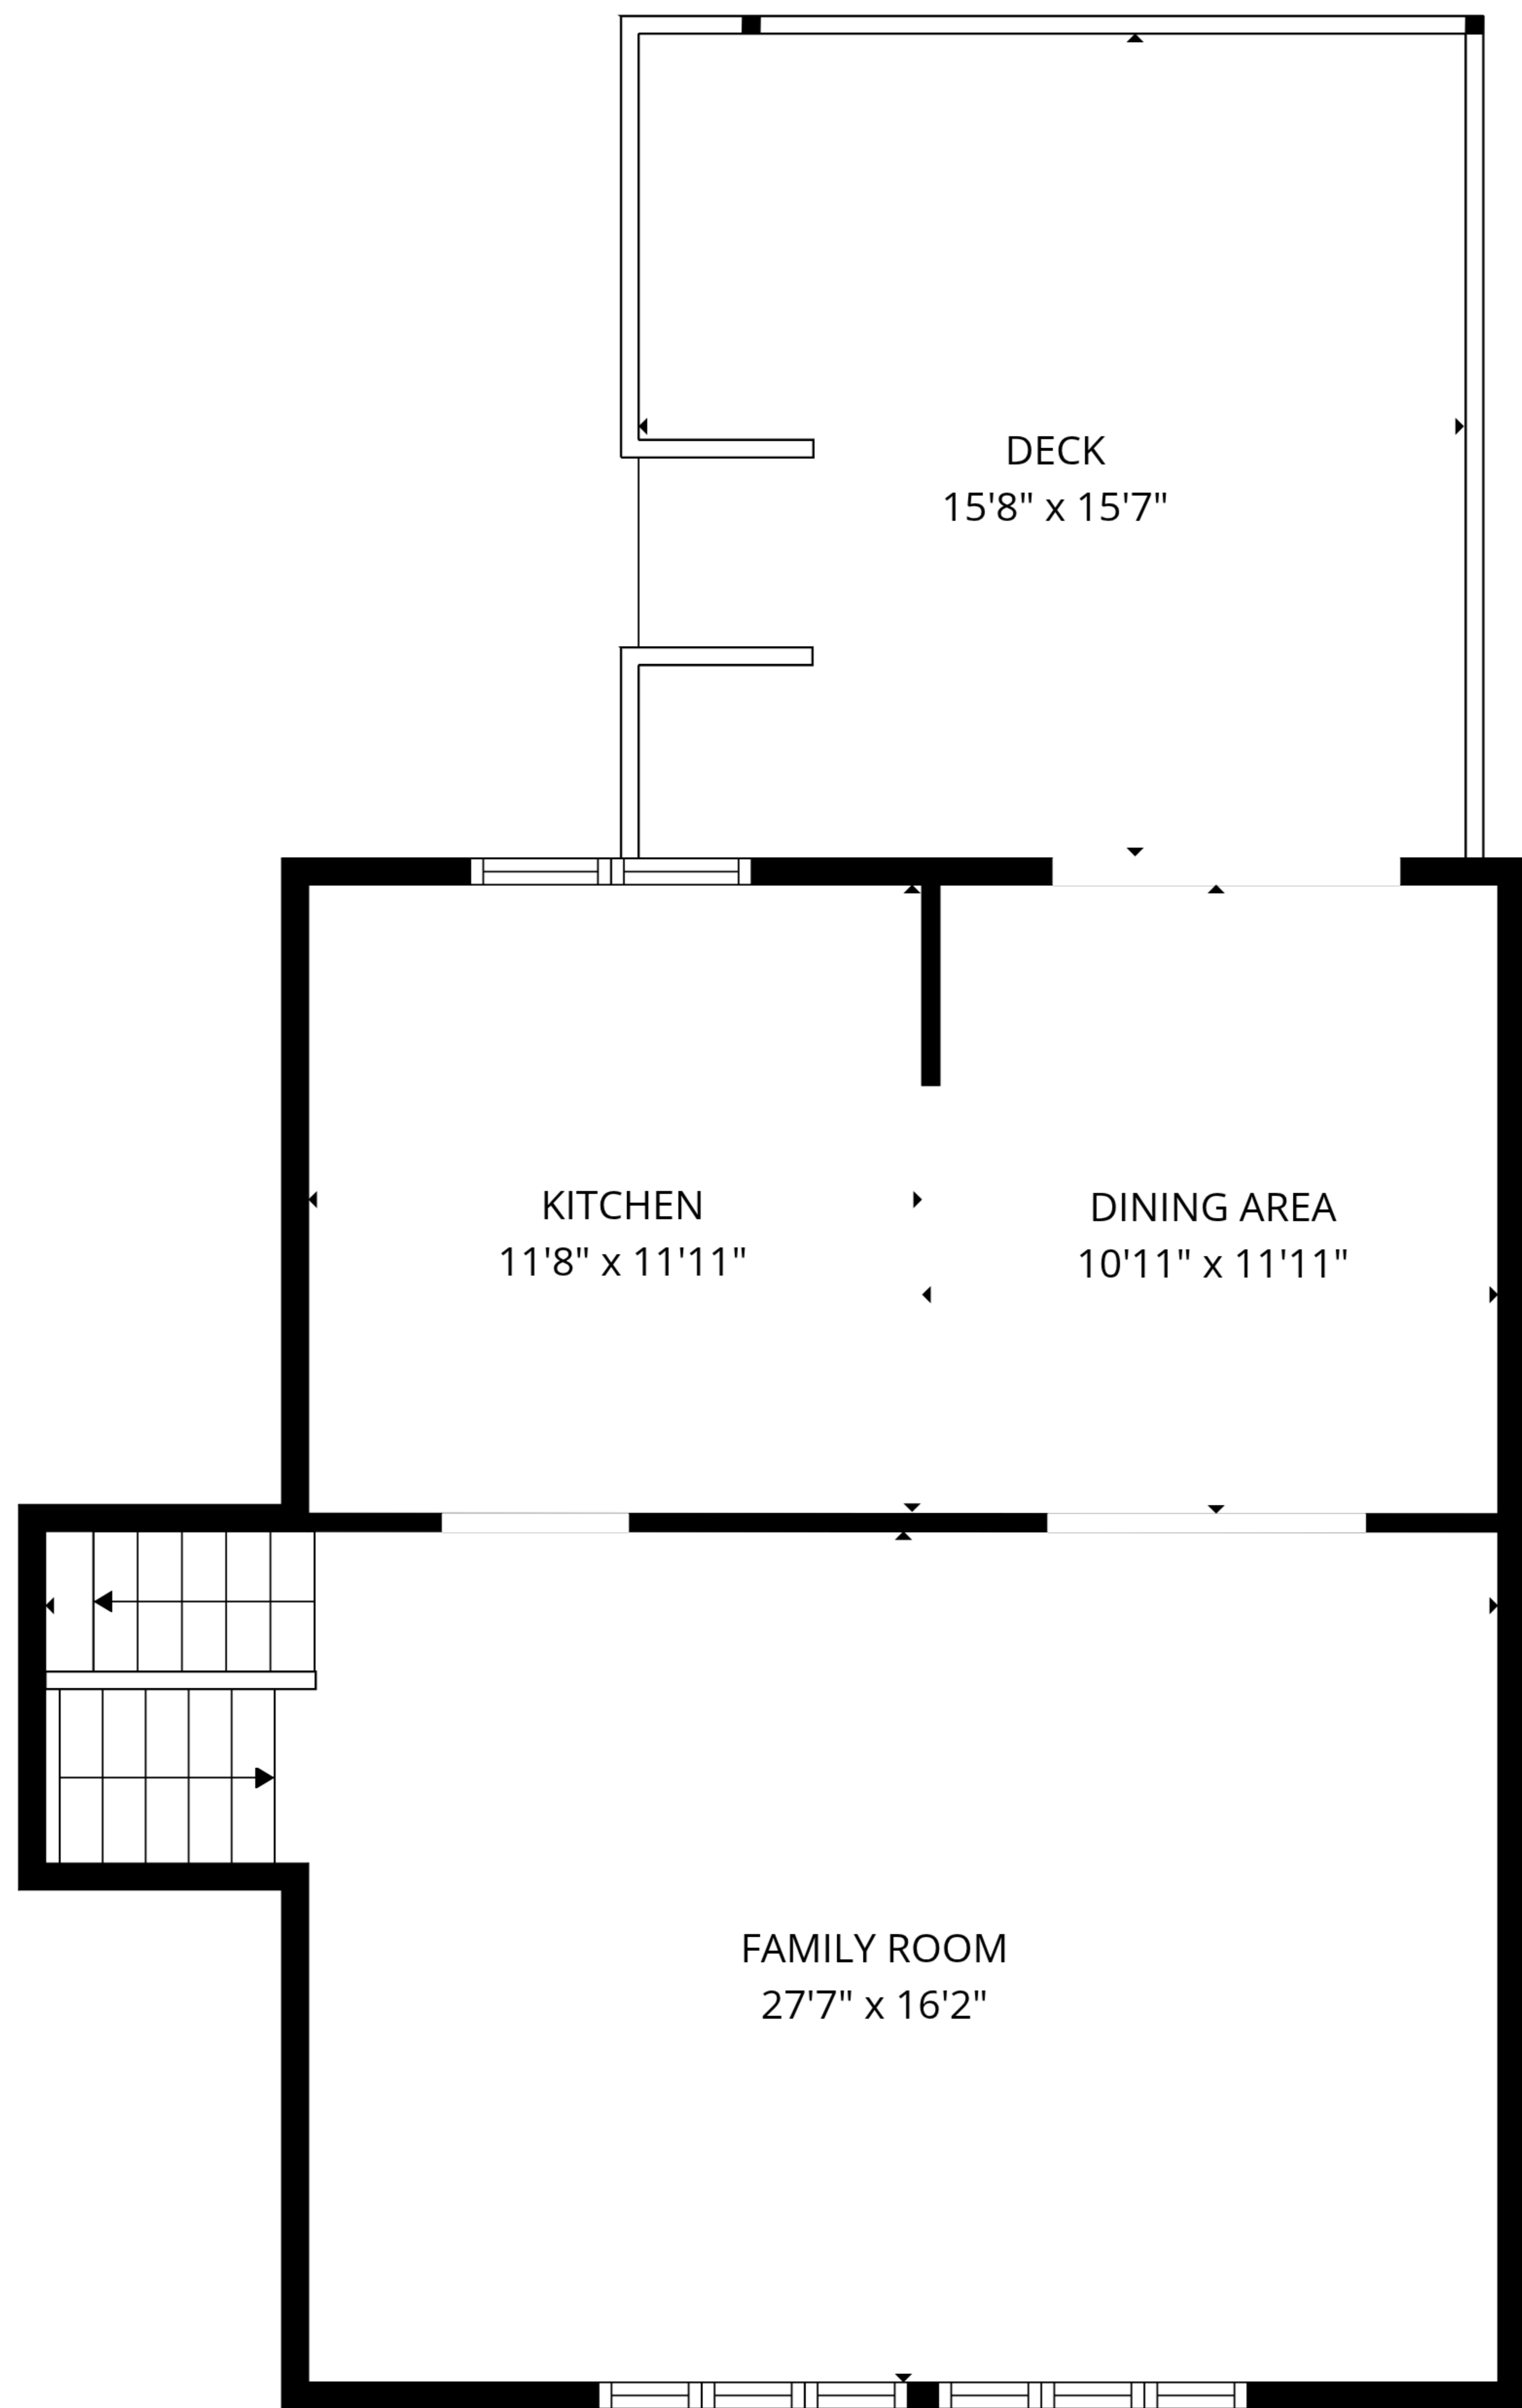 DECK
15'8" x 15'7"
KITCHEN
11'8" x 11'11"
DINING AREA
10'11" x 11'11"
FAMILY ROOM
27'7" x 16'2"